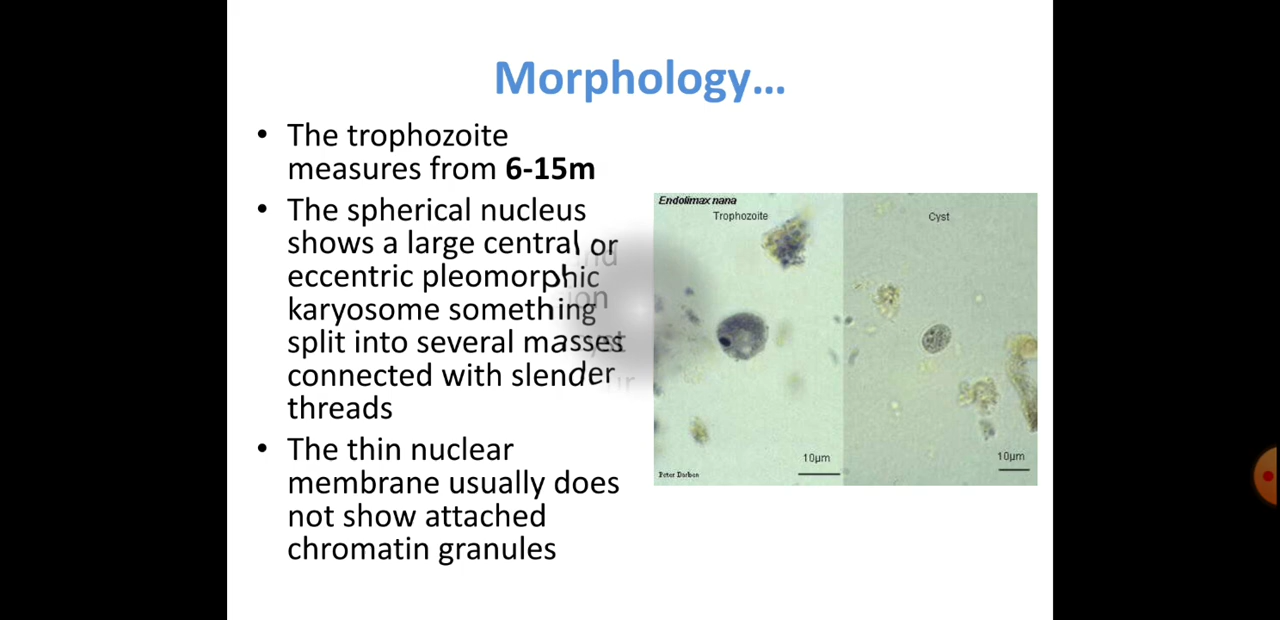 Morphology...
• The trophozoite
measures from 6-15m
• The spherical nucleus
shows a large central or
eccentric pleomorphic
karyosome something
split into several masses
connected with slender
threads
• The thin nuclear
membrane usually does
not show attached
chromatin granules
Endolimax nana
Trophozoite
Cyst
10µm
10µm
Peter Darben